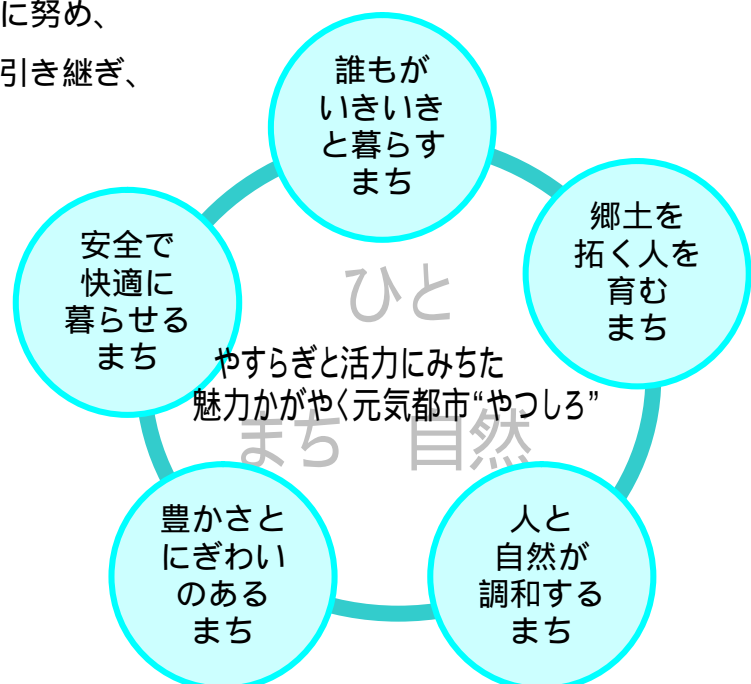 に努め、
引き継ぎ、
誰もが
いきいき
と暮らす
まち
郷土を
拓く人を
育む
まち
安全で
快適に
暮らせる
まち
ひと
やすらぎと活力にみちた
魅力かがやく元気都市“やつしろ”
まち 自然
豊かさと
にぎわい
のある
まち
人と
自然が
調和する
まち